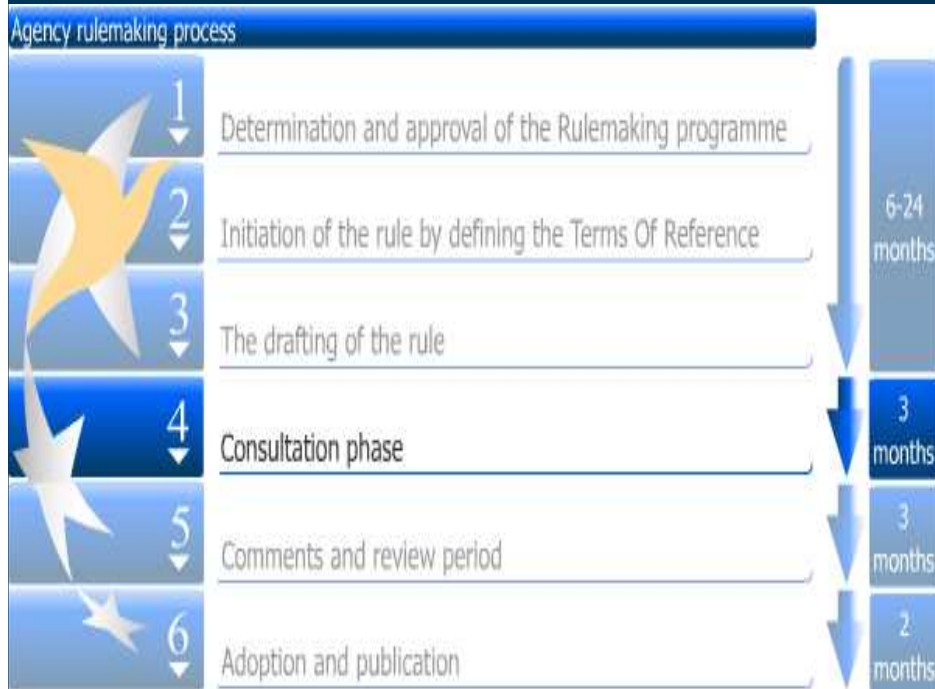 Agency rulemaking process
1
Determination and approval of the Rulemaking programme
2
Initiation of the rule by defining the Terms Of Reference
3
The drafting of the rule
6-24
months
4
Consultation phase
3
months
5
Comments and review period
3
months
6
Adoption and publication
2
months